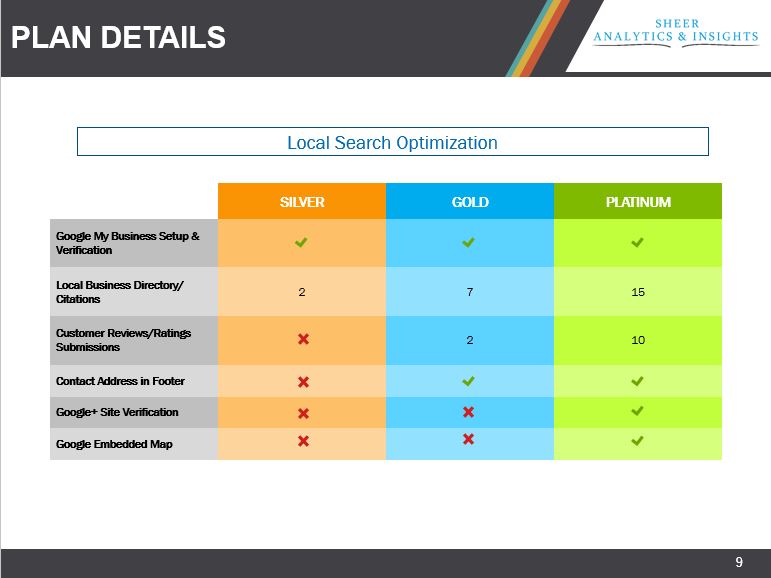 PLAN DETAILS
SHEER
ANALYTICS & INSIGHTS
Local Search Optimization
SILVER GOLD PLATINUM
Google My Business Setup &
Verification
Local Business Directory/
Citations
2 7 15
Customer Reviews/Ratings
Submissions
2 10
Contact Address in Footer
Google+ Site Verification
Google Embedded Map
9